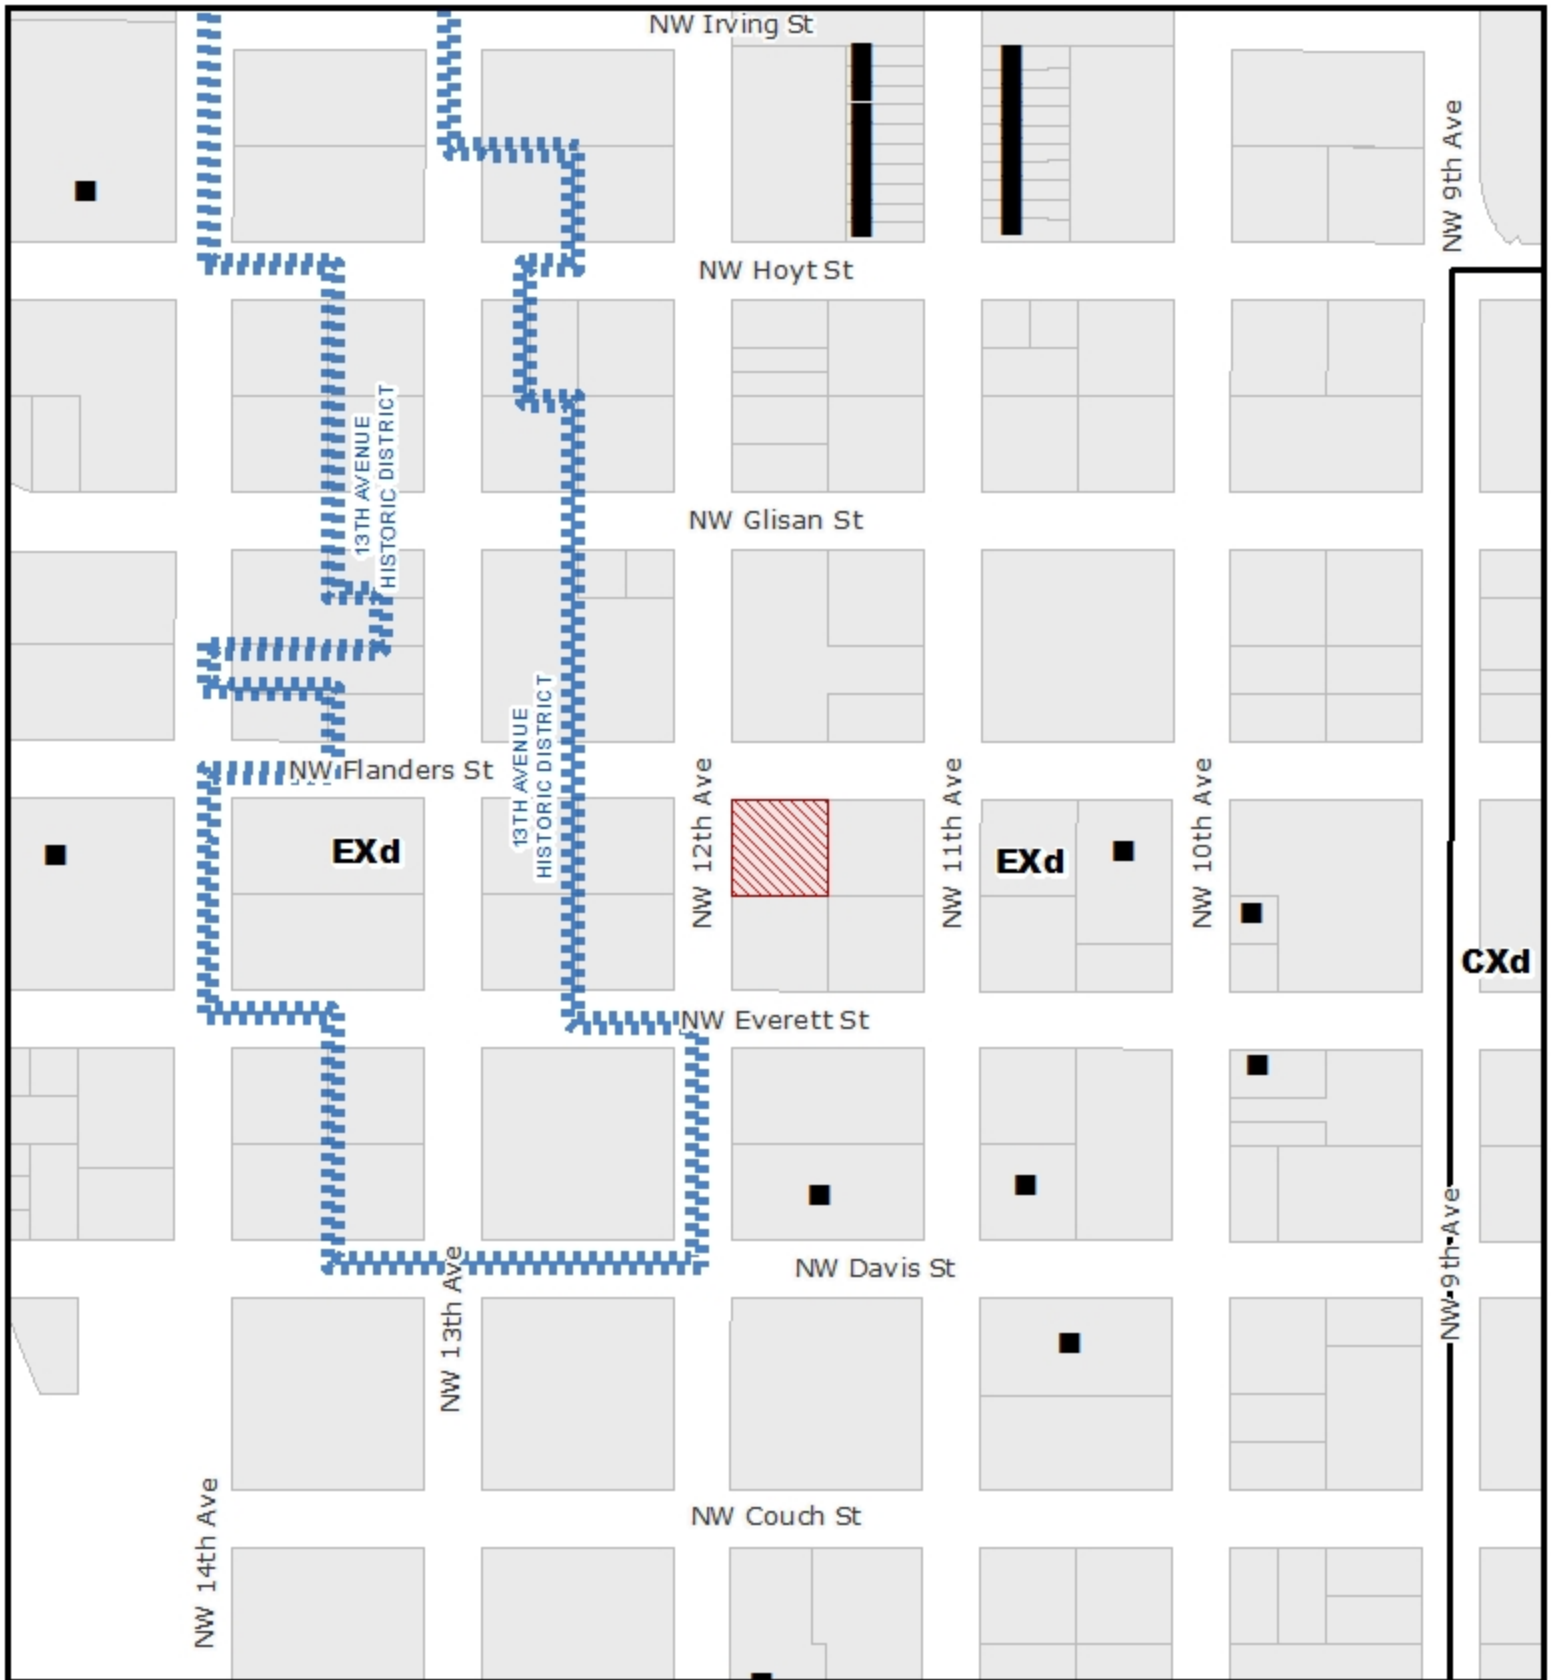 NW Irving St
NW 9th Ave
NW Hoyt St
13TH AVENUE
HISTORIC DISTRICT
NW Glisan St
13TH AVENUE
HISTORIC DISTRICT
NW Flanders St
NW 12th Ave
NW 11th Ave
NW 10th Ave
EXd
EXd
CXd
NW Everett St
NW Davis St
NW 13th Ave
NW 9th Ave
NW Couch St
NW 14th Ave